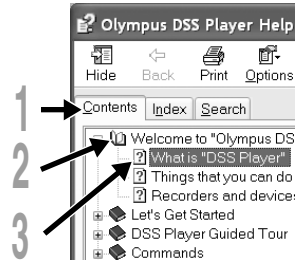 Olympus DSS Player Help
Hide Back Print Options
Contents Index Search
1
Welcome to "Olympus DS
2
What is "DSS Player"
Things that you can do
Recorders and devices
3
Let's Get Started
DSS Player Guided Tour
Commands